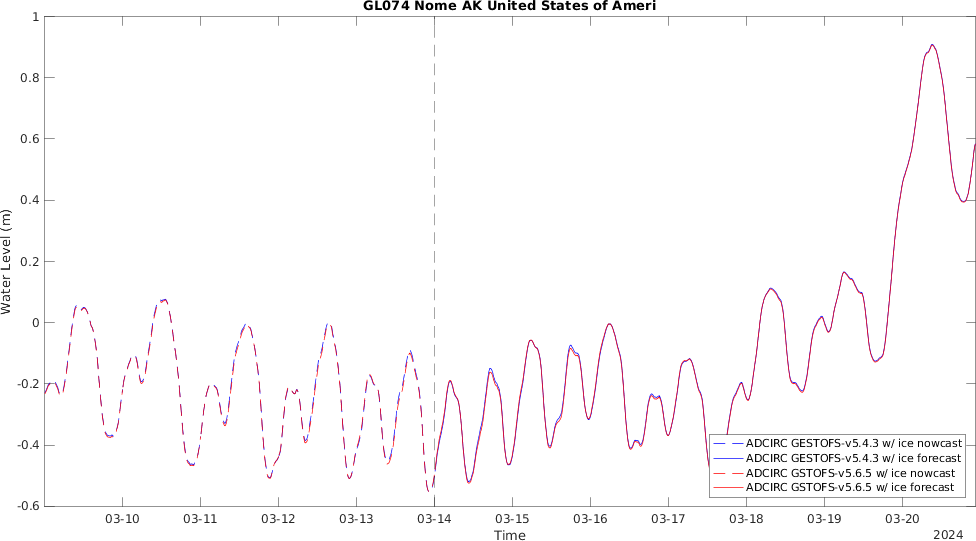 GL074 Nome AK United States of Ameri
1
0.8
0.6
0.4
0.2
0
-0.2
-0.4
-0.6
Water Level (m)
ADCIRC GESTOFS-v5.4.3 w/ ice nowcast
ADCIRC GESTOFS-v5.4.3 w/ ice forecast
ADCIRC GSTOFS-v5.6.5 w/ ice nowcast
ADCIRC GSTOFS-v5.6.5 w/ ice forecast
03-10 03-11 03-12 03-13 03-14 03-15 03-16 03-17 03-18 03-19 03-20
Time
2024